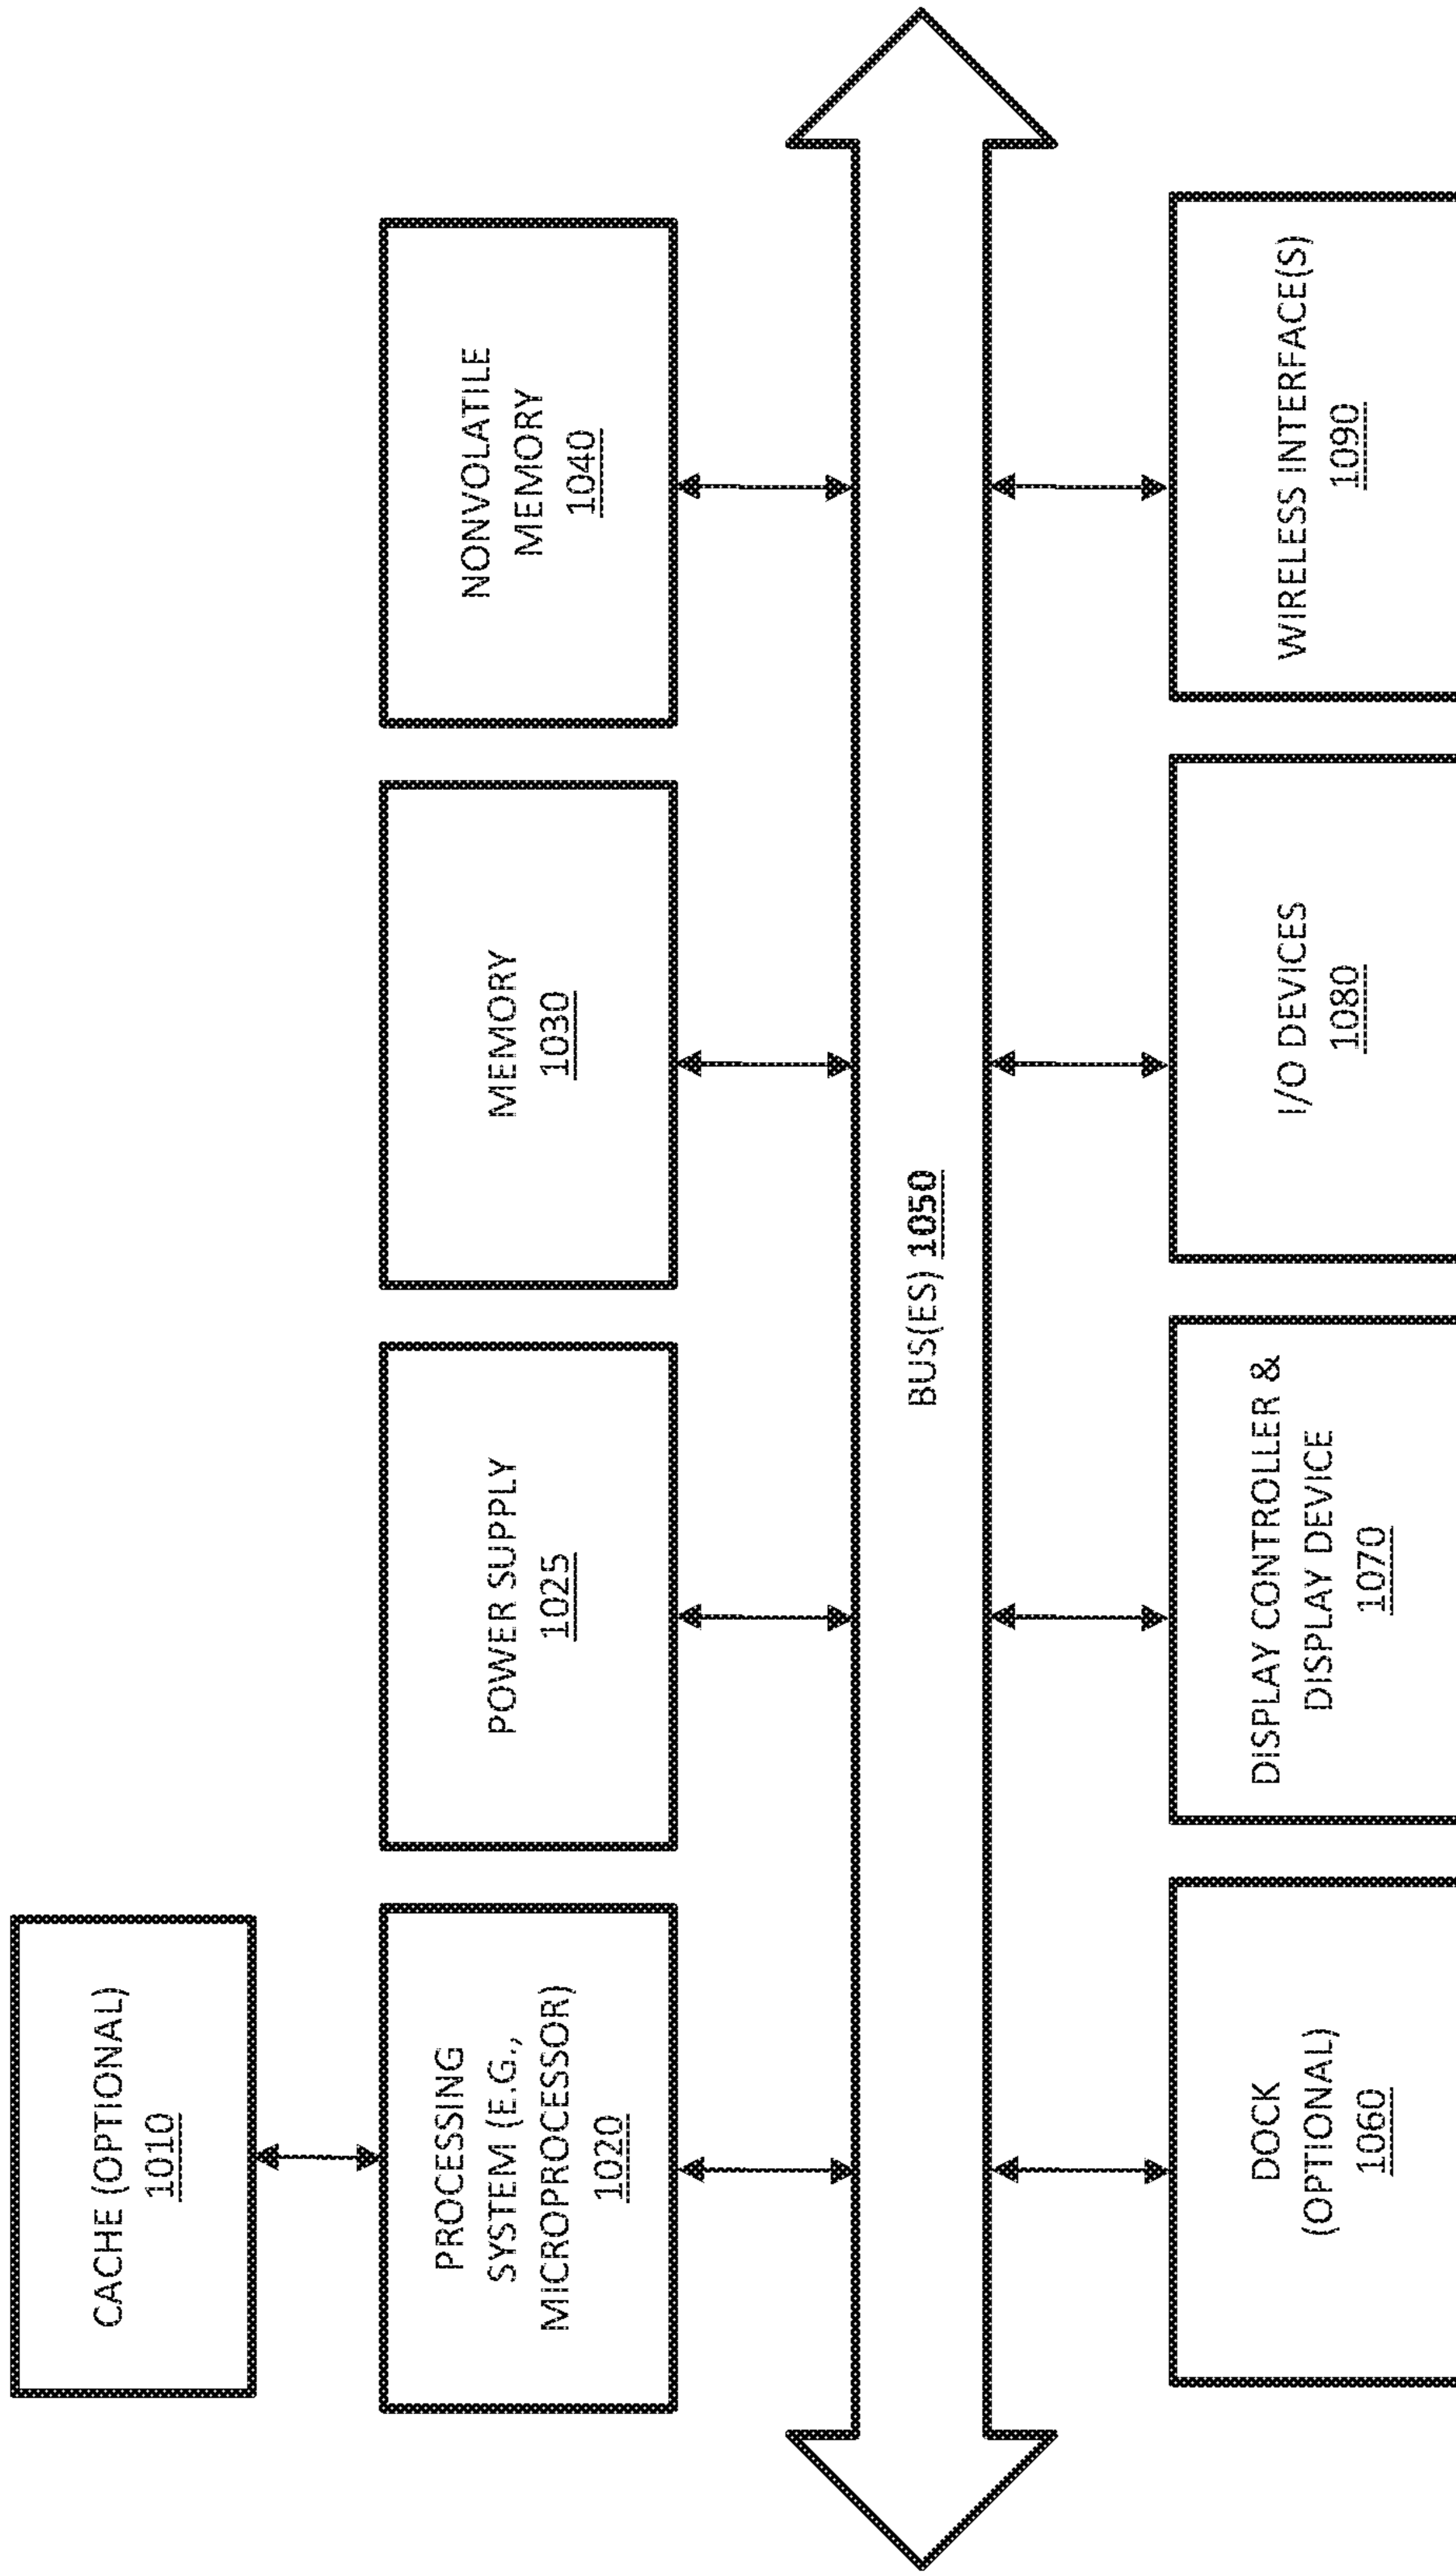 CACHE (OPTIONAL)
1010
PROCESSING
SYSTEM (E.G.,
MICROPROCESSOR)
1020
POWER SUPPLY
1025
MEMORY
1030
NONVOLATILE
MEMORY
1040
BUS(ES) 1050
DOCK
(OPTIONAL)
1060
DISPLAY CONTROLLER &
DISPLAY DEVICE
1070
I/O DEVICES
1080
WIRELESS INTERFACE(S)
1090